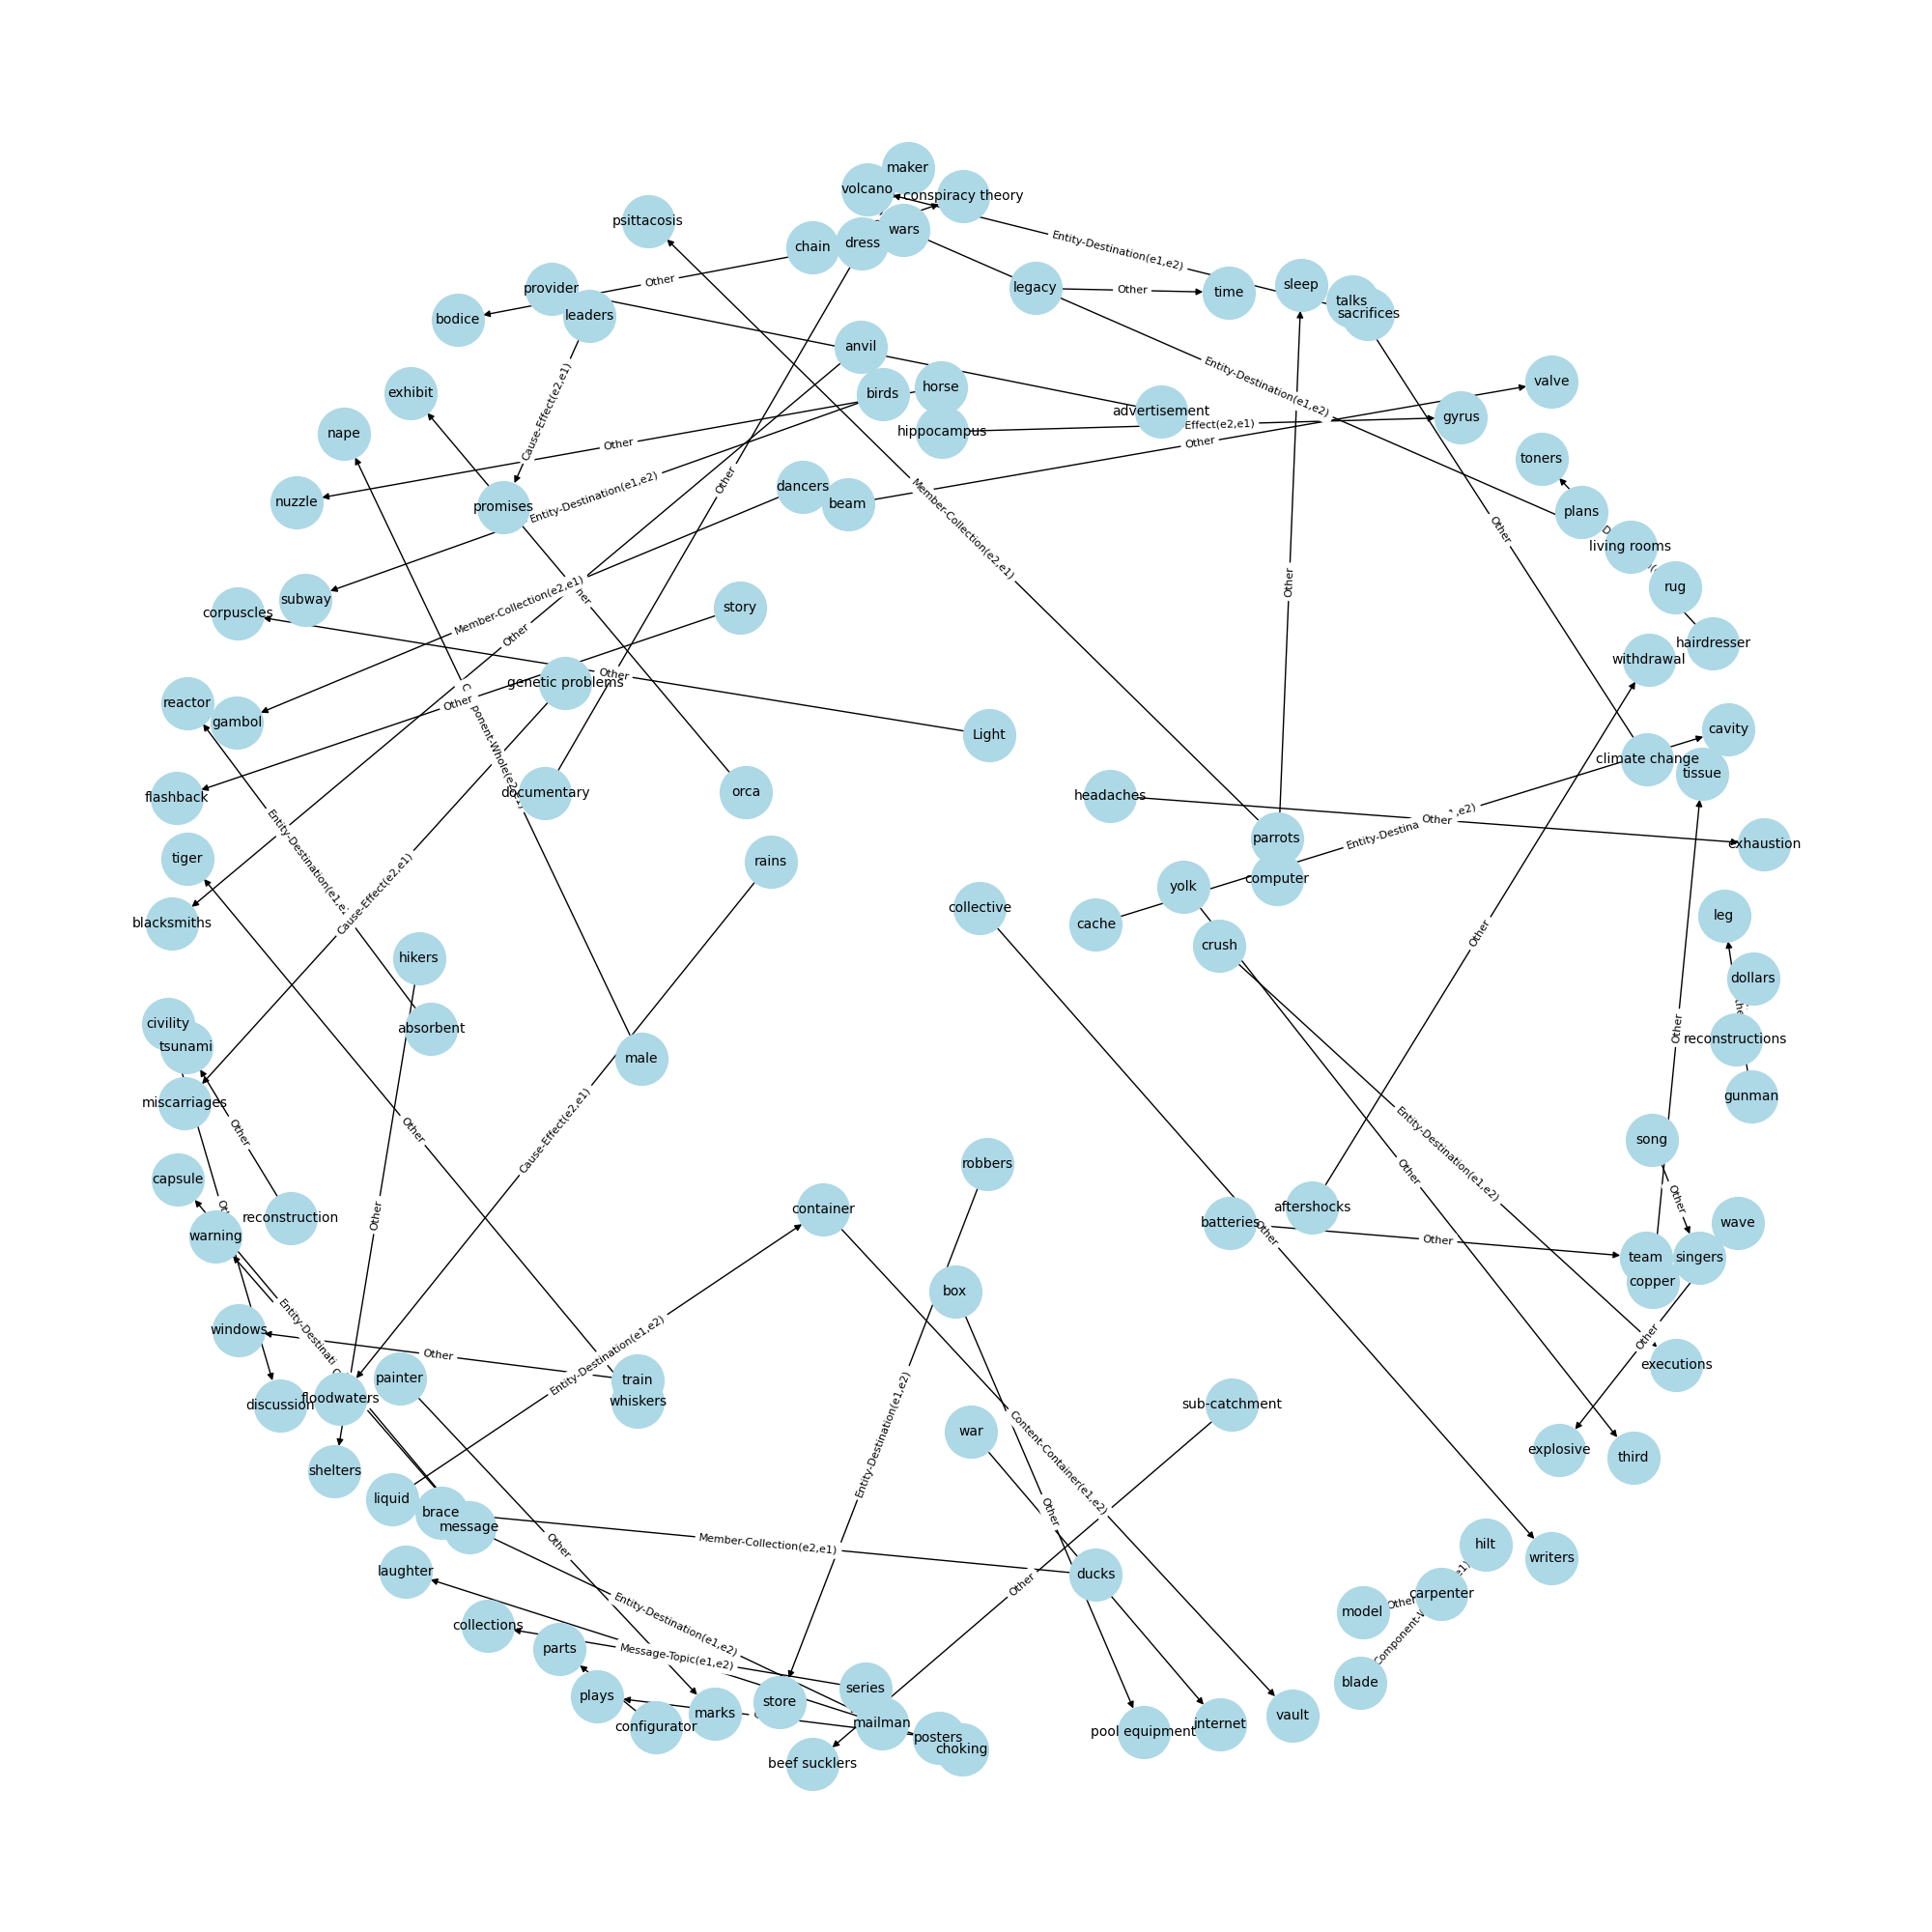 maker
volcano
conspiracy theory
psittacosis
wars
dress
chain
Entity-Destination(e1,e2)
Other
provider
legacy
Other
time
sleep
talks
sacrifices
bodice
leaders
anvil
Entity-Destination(e1,e2)
valve
exhibit
Cause-Effect(e2,e1)
birds
horse
advertisement
gyrus
nape
hippocampus
Effect(e2,e1)
Other
Other
toners
nuzzle
Entity-Destination(e1,e2)
Other
dancers
beam
Member-Collection(e2,e1)
promises
plans
Other
living rooms
Other
rug
subway
corpuscles
Member-Collection(e2,e1)
story
Other
hairdresser
withdrawal
genetic problems
Other
reactor
gambol
Other
Light
cavity
climate change
tissue
flashback
documentary
orca
headaches
Entity-Destina
Other
parrots
exhaustion
tiger
rains
computer
yolk
Entity-Destination(e1,e
Cause-Effect(e2,e1)
blacksmiths
collective
cache
leg
crush
Other
hikers
dollars
civility
absorbent
tsunami
male
Other
reconstructions
miscarriages
gunman
Other
Other
Cause-Effect(e2,e1)
Entity-Destination(e1,e2)
song
robbers
capsule
Other
Other
reconstruction
container
Other
aftershocks
batteries
wave
warning
Other
Other
team
singers
copper
box
Entity-Destinati
windows
Other
Entity-Destination(e1,e2)
Other
executions
painter
train
whiskers
floodwaters
discussion
Entity-Destination(e1,e2)
sub-catchment
war
Content-Container(e1,e2)
explosive
third
shelters
liquid
brace
message
Other
Member-Collection(e2,e1)
Other
hilt
writers
laughter
ducks
Other
carpenter
Other
model
collections
Entity-Destination(e1,e2)
parts
Message-Topic(e1,e2)
blade
plays
series
store
marks
configurator
mailman
posters
choking
beef sucklers
pool equipment
internet
vault